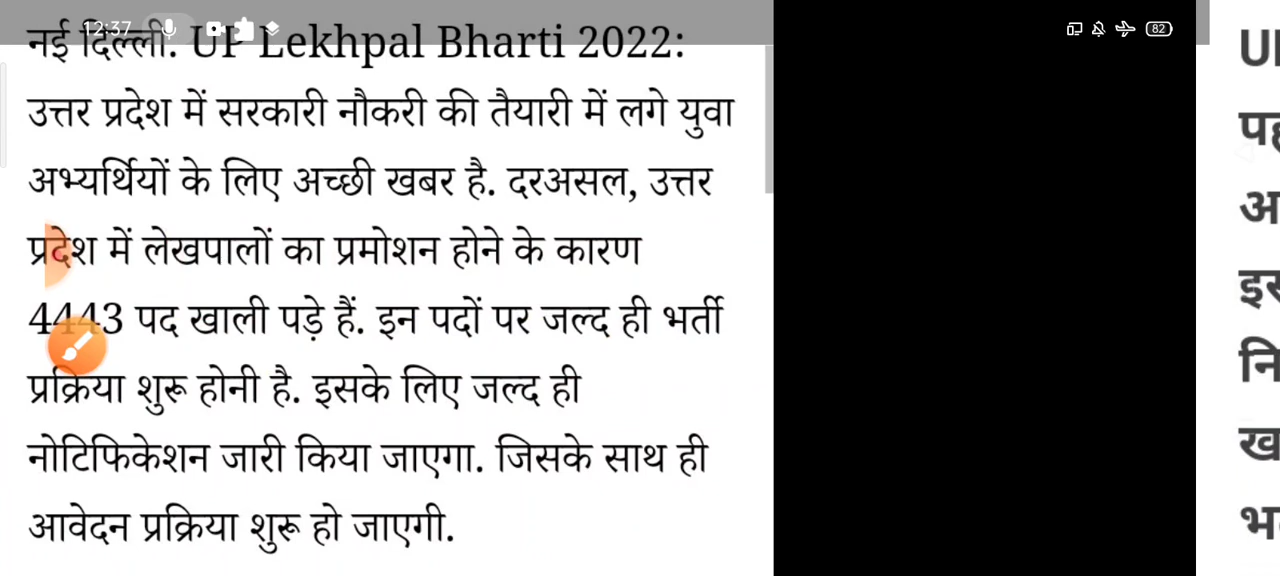 12:37
82
नई दिल्ली. UP Lekhpal Bharti 2022:
उत्तर प्रदेश में सरकारी नौकरी की तैयारी में लगे युवा
अभ्यर्थियों के लिए अच्छी खबर है. दरअसल, उत्तर
प्रदेश में लेखपालों का प्रमोशन होने के कारण
4443 पद खाली पड़े हैं. इन पदों पर जल्द ही भर्ती
प्रक्रिया शुरू होनी है. इसके लिए जल्द ही
नोटिफिकेशन जारी किया जाएगा. जिसके साथ ही
आवेदन प्रक्रिया शुरू हो जाएगी.